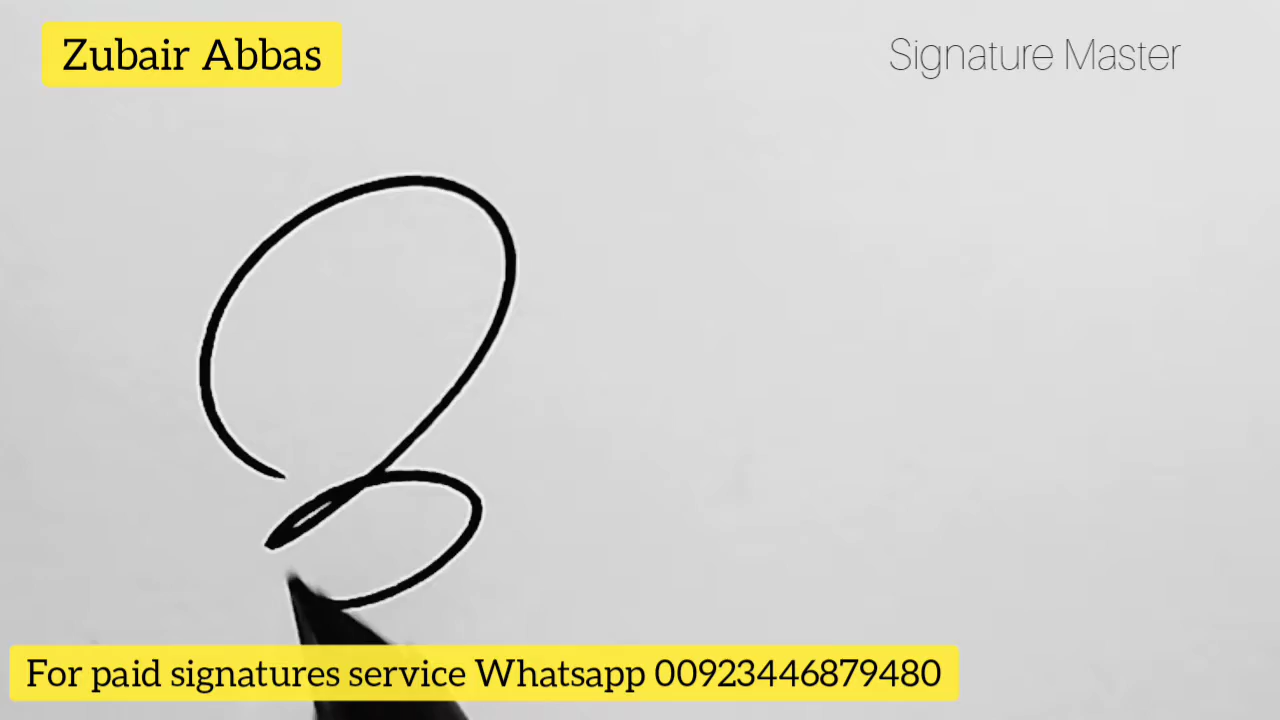 Zubair Abbas
Signature Master
For paid signatures service Whatsapp 00923446879480